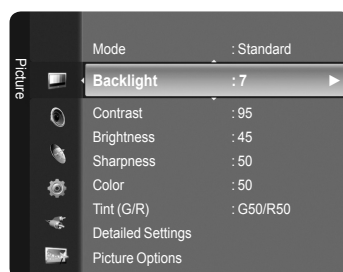 Picture
Mode : Standard
Backlight : 7
Contrast : 95
Brightness : 45
Sharpness : 50
Color : 50
Tint (G/R) : G50/R50
Detailed Settings
Picture Options